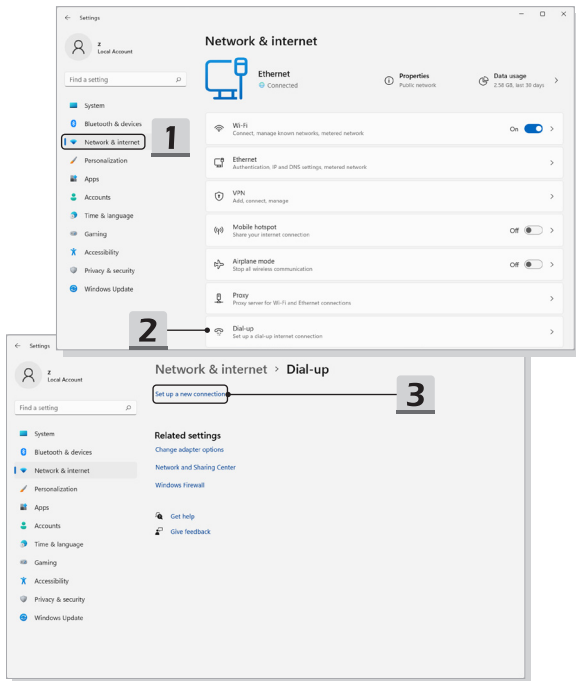 Settings
z
Local Account
Find a setting
System
Bluetooth & devices
Network & internet
Personalization
Apps
Accounts
Time & language
Gaming
Accessibility
Privacy & security
Windows Update
1
Network & internet
Ethernet
Connected
Properties
Public network
Data usage
2.58 GB, last 30 days
Wi-Fi
Connect, manage known networks, metered network
On
Ethernet
Authentication, IP and DNS settings, metered network
VPN
Add, connect, manage
Mobile hotspot
Share your internet connection
Off
Airplane mode
Stop all wireless communication
Off
Proxy
Proxy server for Wi-Fi and Ethernet connections
Dial-up
Set up a dial-up internet connection
2
Settings
z
Local Account
Find a setting
System
Bluetooth & devices
Network & internet
Personalization
Apps
Accounts
Time & language
Gaming
Accessibility
Privacy & security
Windows Update
Network & internet > Dial-up
Set up a new connection
3
Related settings
Change adapter options
Network and Sharing Center
Windows Firewall
Get help
Give feedback